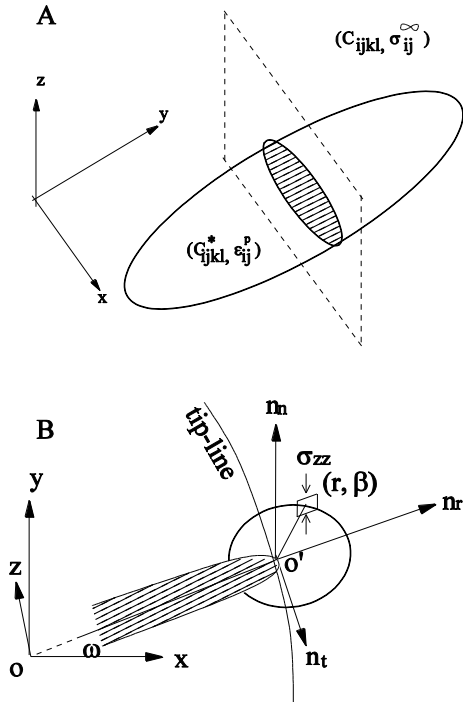 A
(C_ijkl, σ_ij^∞)
z
y
(C*_ijkl, ε_ij^p)
x
B
tip-line
n_n
y
σ_zz
(r, β)
n_r
z
o'
ω
x
o
n_t